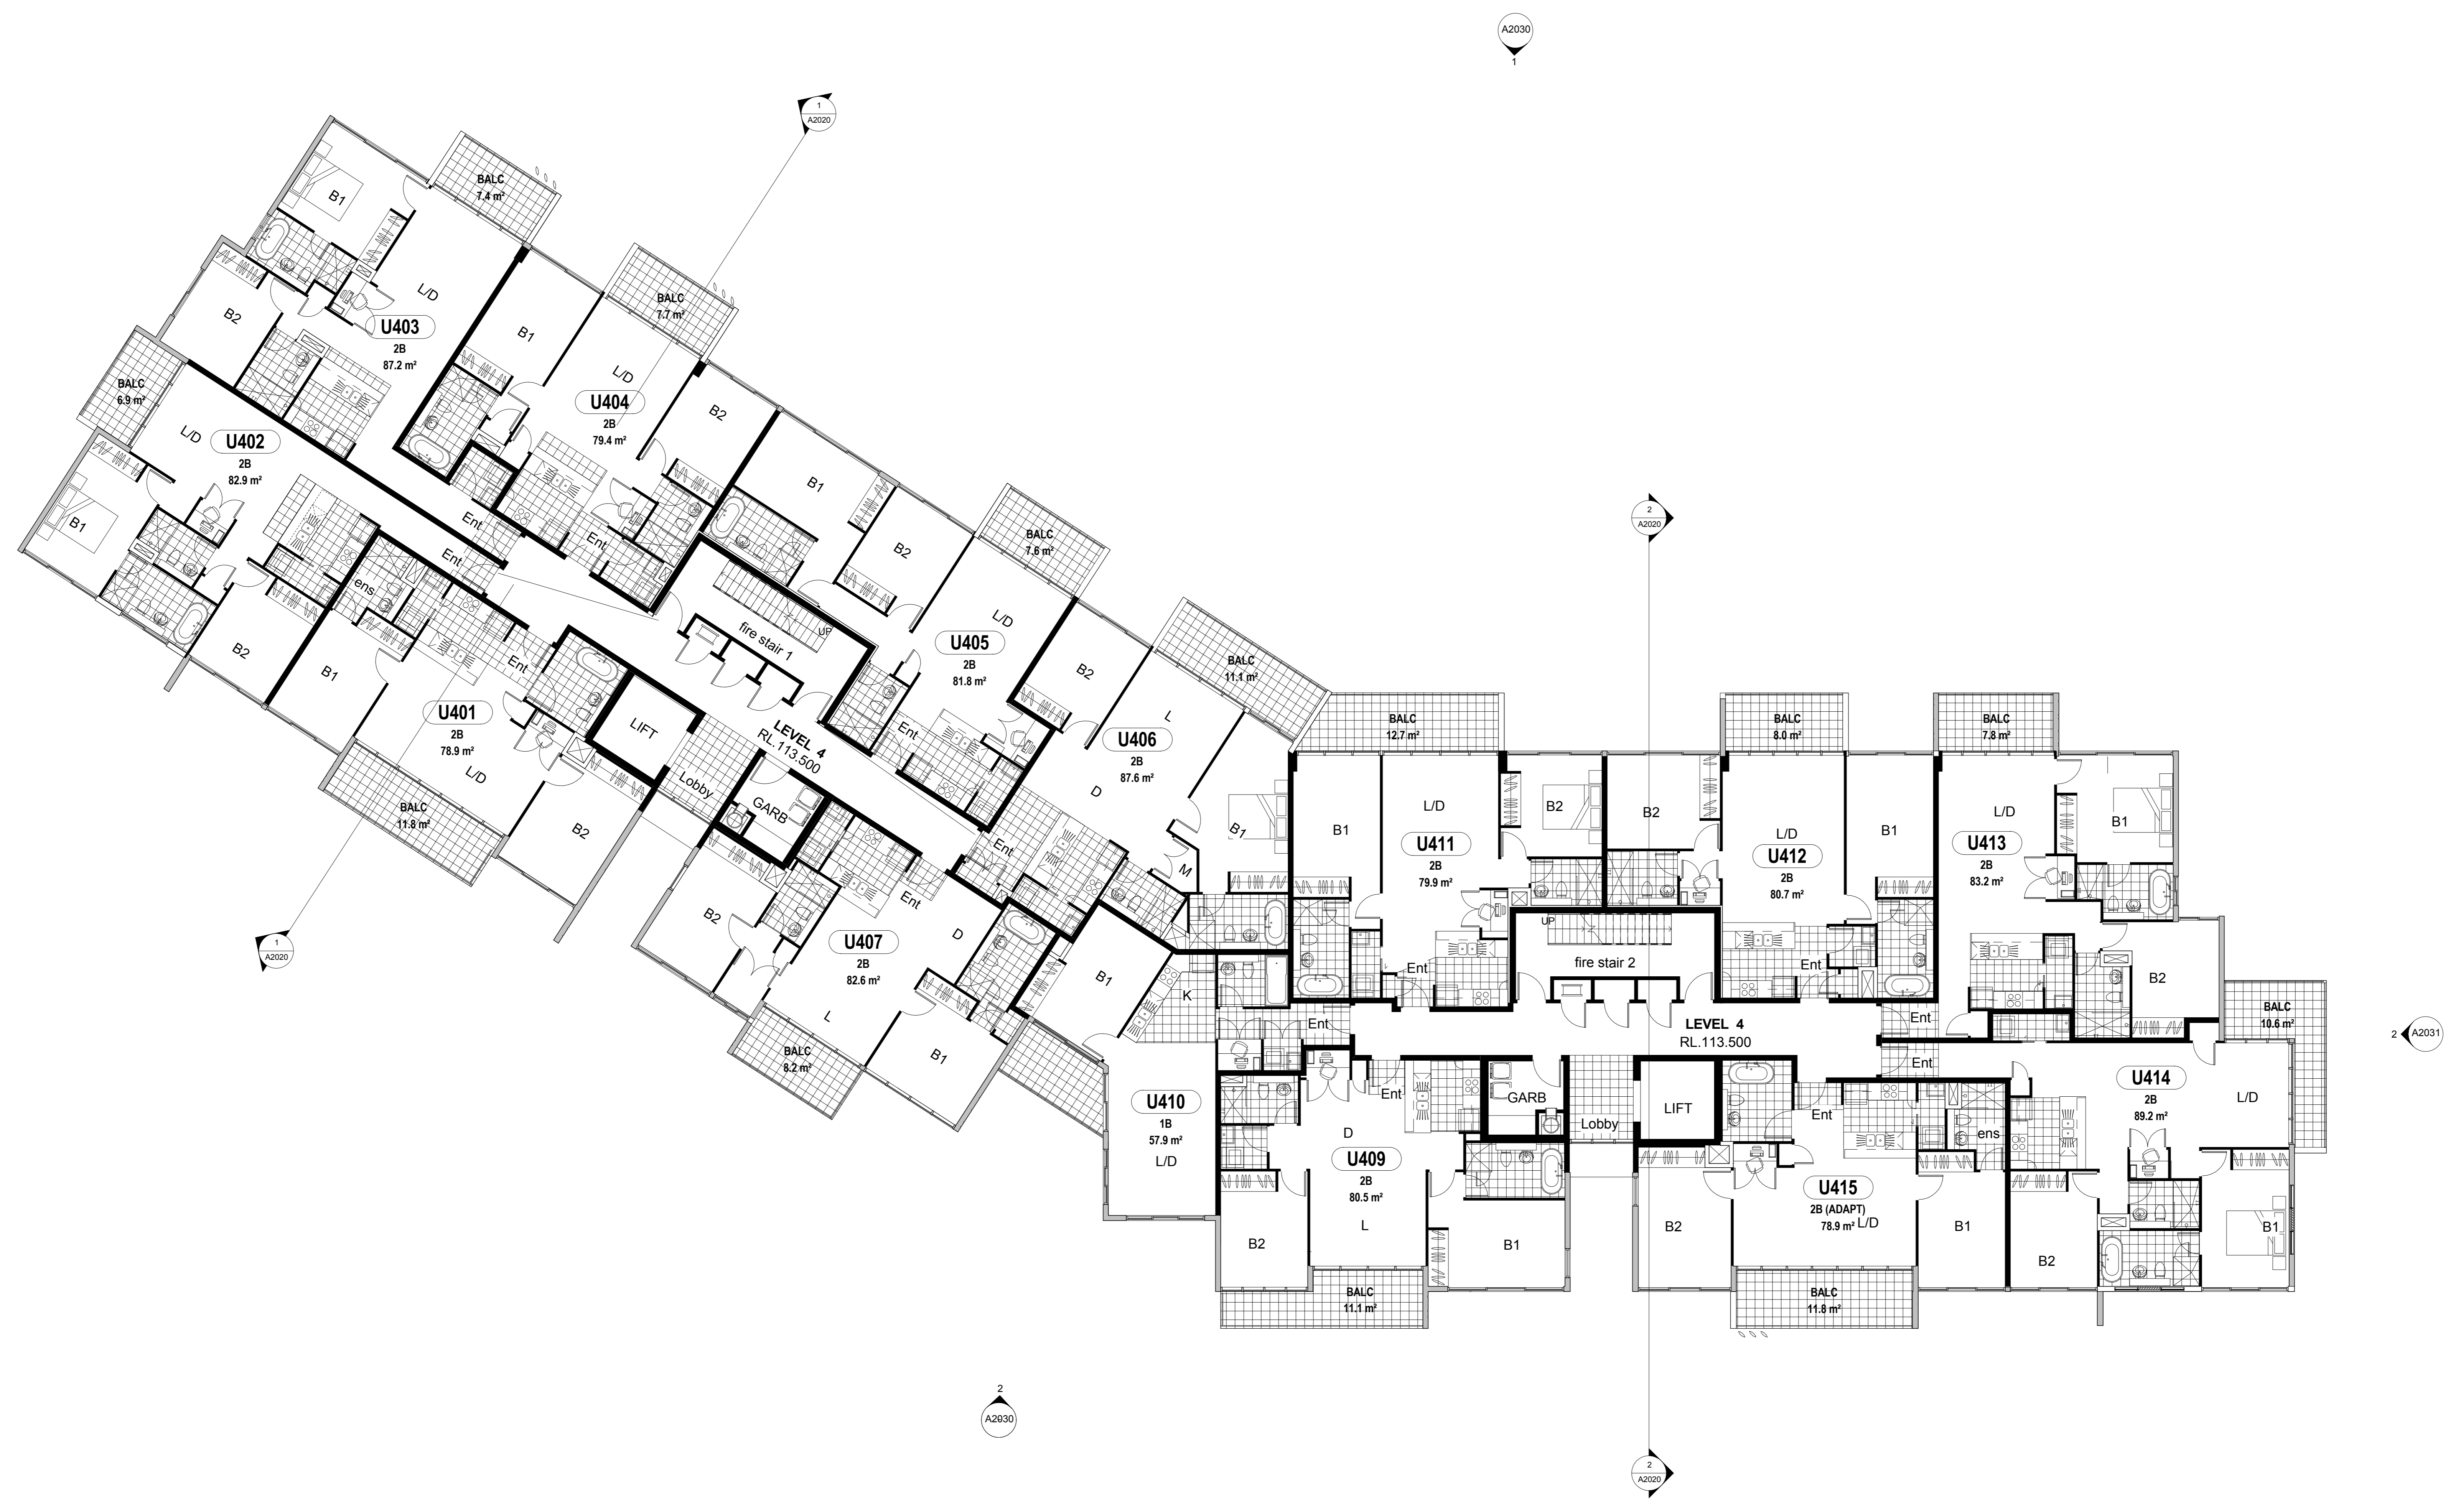 A2030
1
1
A2020
BALC
7.4 m²
B1
L/D
B2
U403
2B
87.2 m²
BALC
7.7 m²
B1
L/D
U404
2B
79.4 m²
B2
Ent
Ent
BALC
6.9 m²
L/D
U402
2B
82.9 m²
B1
B2
Ent
ens
B1
Ent
U401
2B
78.9 m²
L/D
BALC
11.8 m²
B2
LIFT
Lobby
LEVEL 4
RL.113.500
fire stair 1
UP
GARB
1
A2020
B1
B2
BALC
7.6 m²
L/D
U405
2B
81.8 m²
Ent
B2
BALC
11.1 m²
L
U406
2B
87.6 m²
D
B1
M
Ent
B2
Ent
U407
2B
82.6 m²
D
L
B1
BALC
8.2 m²
B1
K
Ent
U410
1B
57.9 m²
L/D
2
A2020
BALC
12.7 m²
B1
L/D
U411
2B
79.9 m²
B2
Ent
UP
fire stair 2
BALC
8.0 m²
B2
L/D
U412
2B
80.7 m²
B1
Ent
BALC
7.8 m²
L/D
U413
2B
83.2 m²
B1
B2
Ent
LEVEL 4
RL.113.500
BALC
10.6 m²
2
A2031
Ent
U414
2B
89.2 m²
L/D
B1
B2
Ent
D
U409
2B
80.5 m²
L
B2
B1
BALC
11.1 m²
GARB
Lobby
LIFT
Ent
ens
U415
2B (ADAPT)
78.9 m²
L/D
B2
B1
BALC
11.8 m²
2
A2030
2
A2020